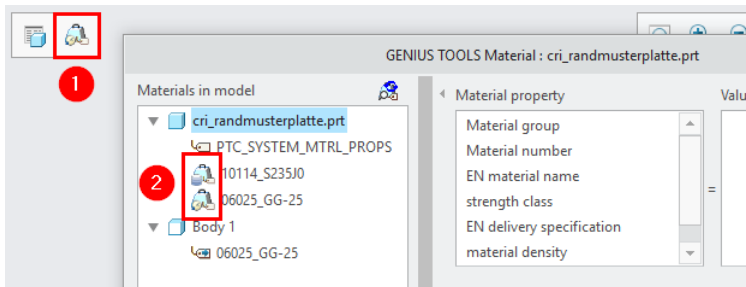 1
GENIUS TOOLS Material : cri_randmusterplatte.prt
Materials in model
Material property
Valu
cri_randmusterplatte.prt
PTC_SYSTEM_MTRL_PROPS
2
10114_S235J0
06025_GG-25
Body 1
06025_GG-25
Material group
Material number
EN material name
strength class
EN delivery specification
material density
=